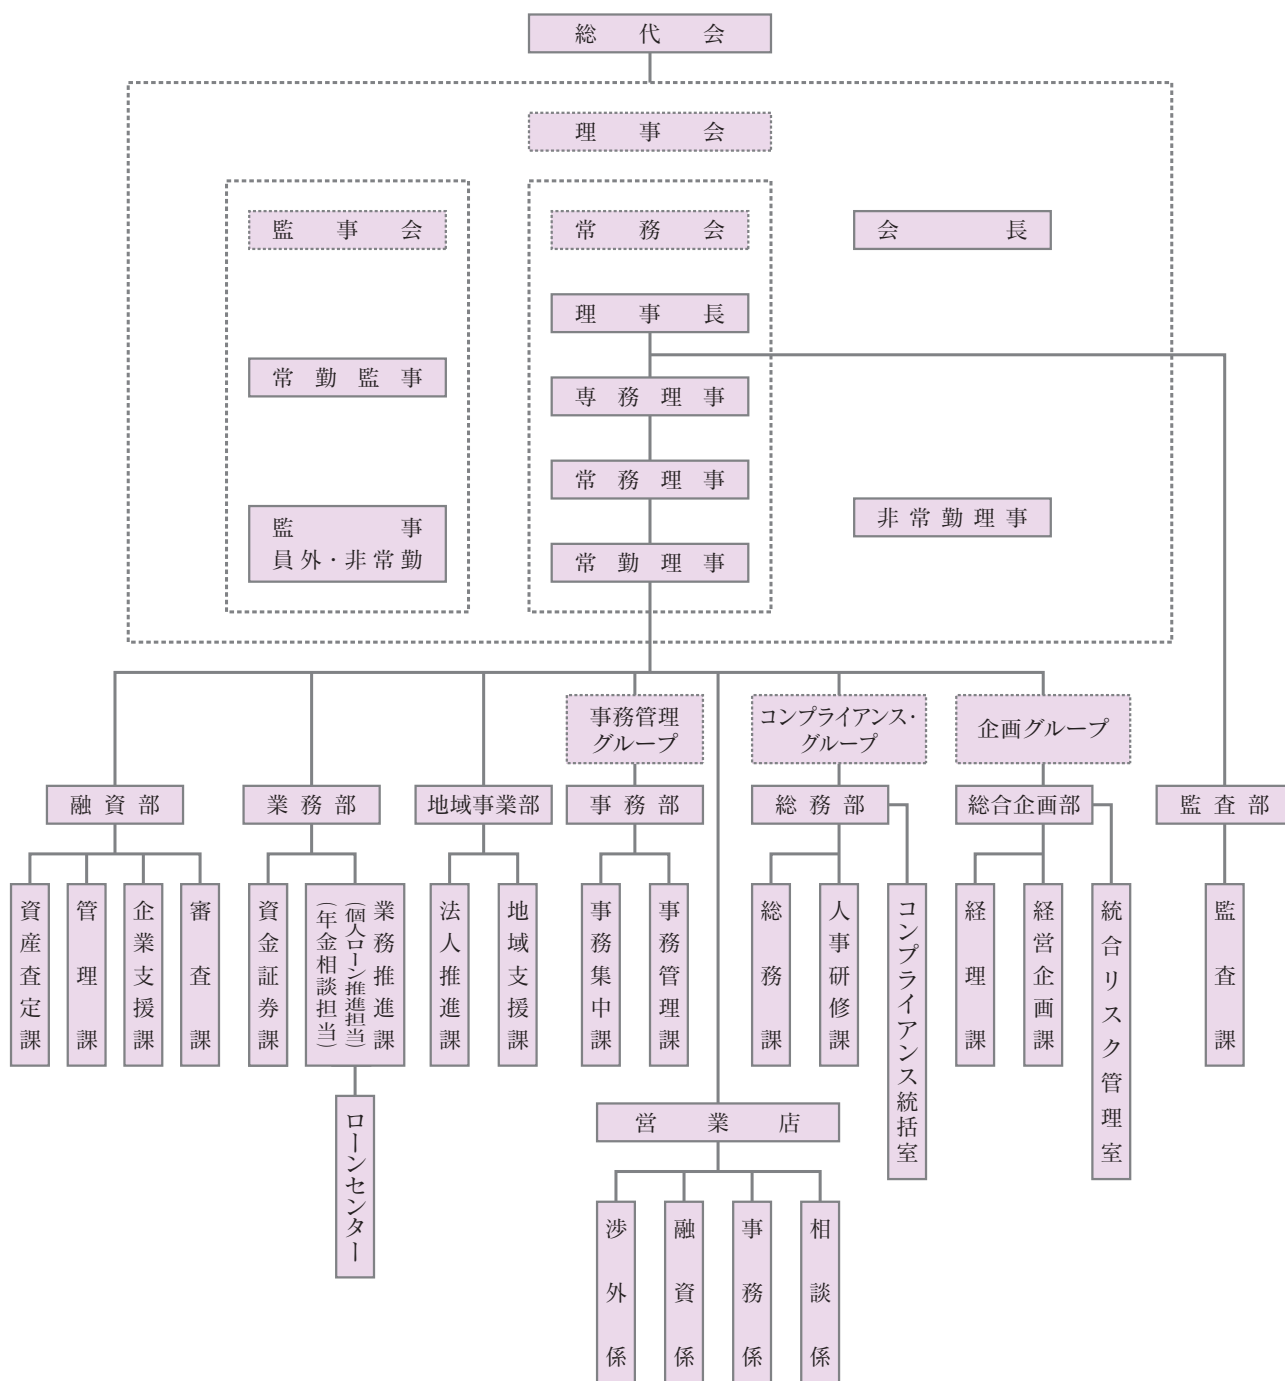 総代会
理事会
監事会
常務会
会長
理事長
常勤監事
専務理事
常務理事
監事
員外・非常勤
非常勤理事
常勤理事
事務管理
グループ
コンプライアンス・
グループ
企画グループ
融資部
業務部
地域事業部
事務部
総務部
総合企画部
監査部
資産査定課
管理課
企業支援課
審査課
資金証券課
業務推進課
（個人ローン推進担当）
（年金相談担当）
法人推進課
地域支援課
事務集中課
事務管理課
総務課
人事研修課
コンプライアンス統括室
経理課
経営企画課
統合リスク管理室
監査課
ローンセンター
営業店
渉外係
融資係
事務係
相談係